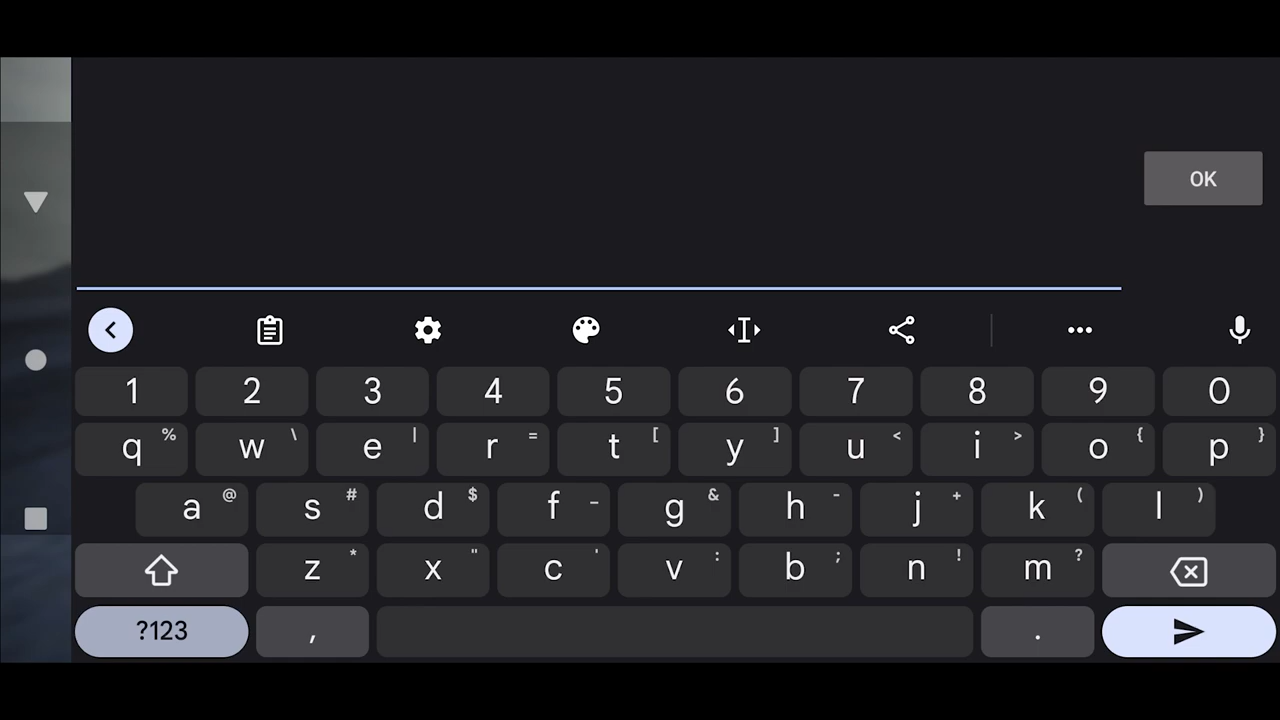 OK
1 2 3 4 5 6 7 8 9 0
q % w \ e | r = t [ y ] u < i > o { p }
a @ s # d $ f _ g & h - j + k ( l )
z * x " c ' v : b ; n ! m ?
?123 , .